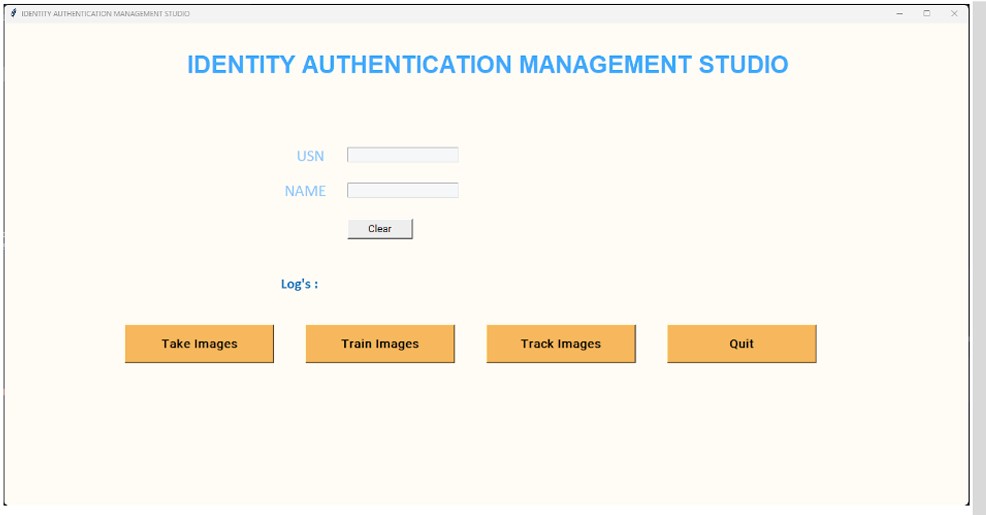 IDENTITY AUTHENTICATION MANAGEMENT STUDIO
IDENTITY AUTHENTICATION MANAGEMENT STUDIO
USN
NAME
Clear
Log's :
Take Images Train Images Track Images Quit